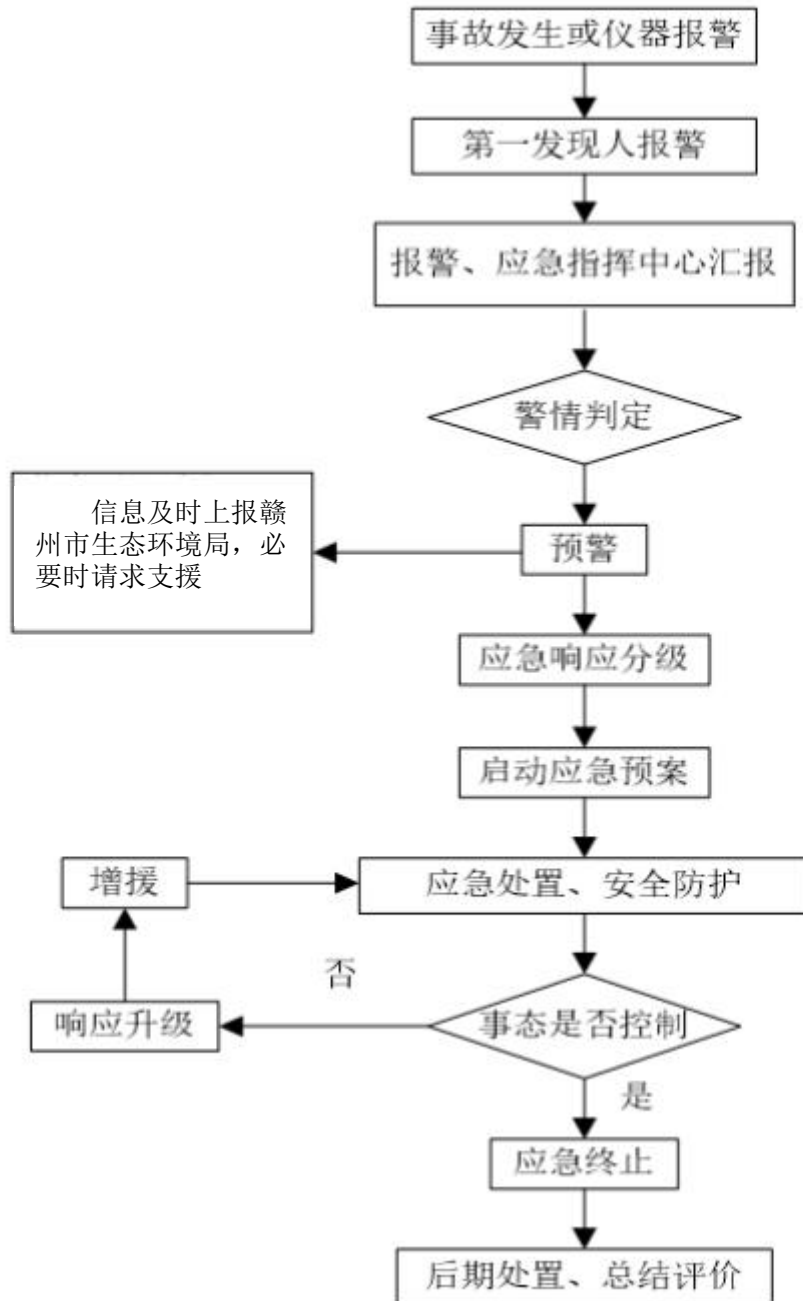 事故发生或仪器报警
第一发现人报警
报警、应急指挥中心汇报
警情判定
信息及时上报赣
州市生态环境局，必
要时请求支援
预警
应急响应分级
启动应急预案
增援
应急处置、安全防护
否
响应升级
事态是否控制
是
应急终止
后期处置、总结评价